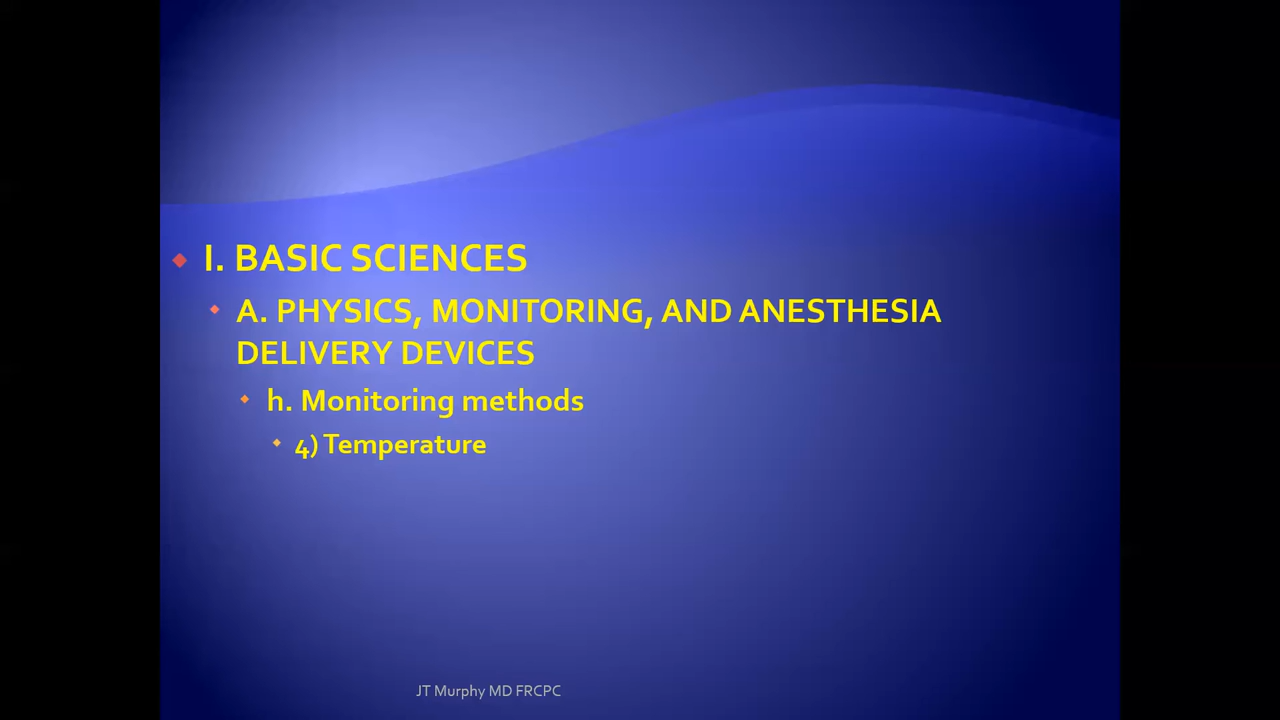 I. BASIC SCIENCES
A. PHYSICS, MONITORING, AND ANESTHESIA
DELIVERY DEVICES
h. Monitoring methods
4) Temperature
JT Murphy MD FRCPC